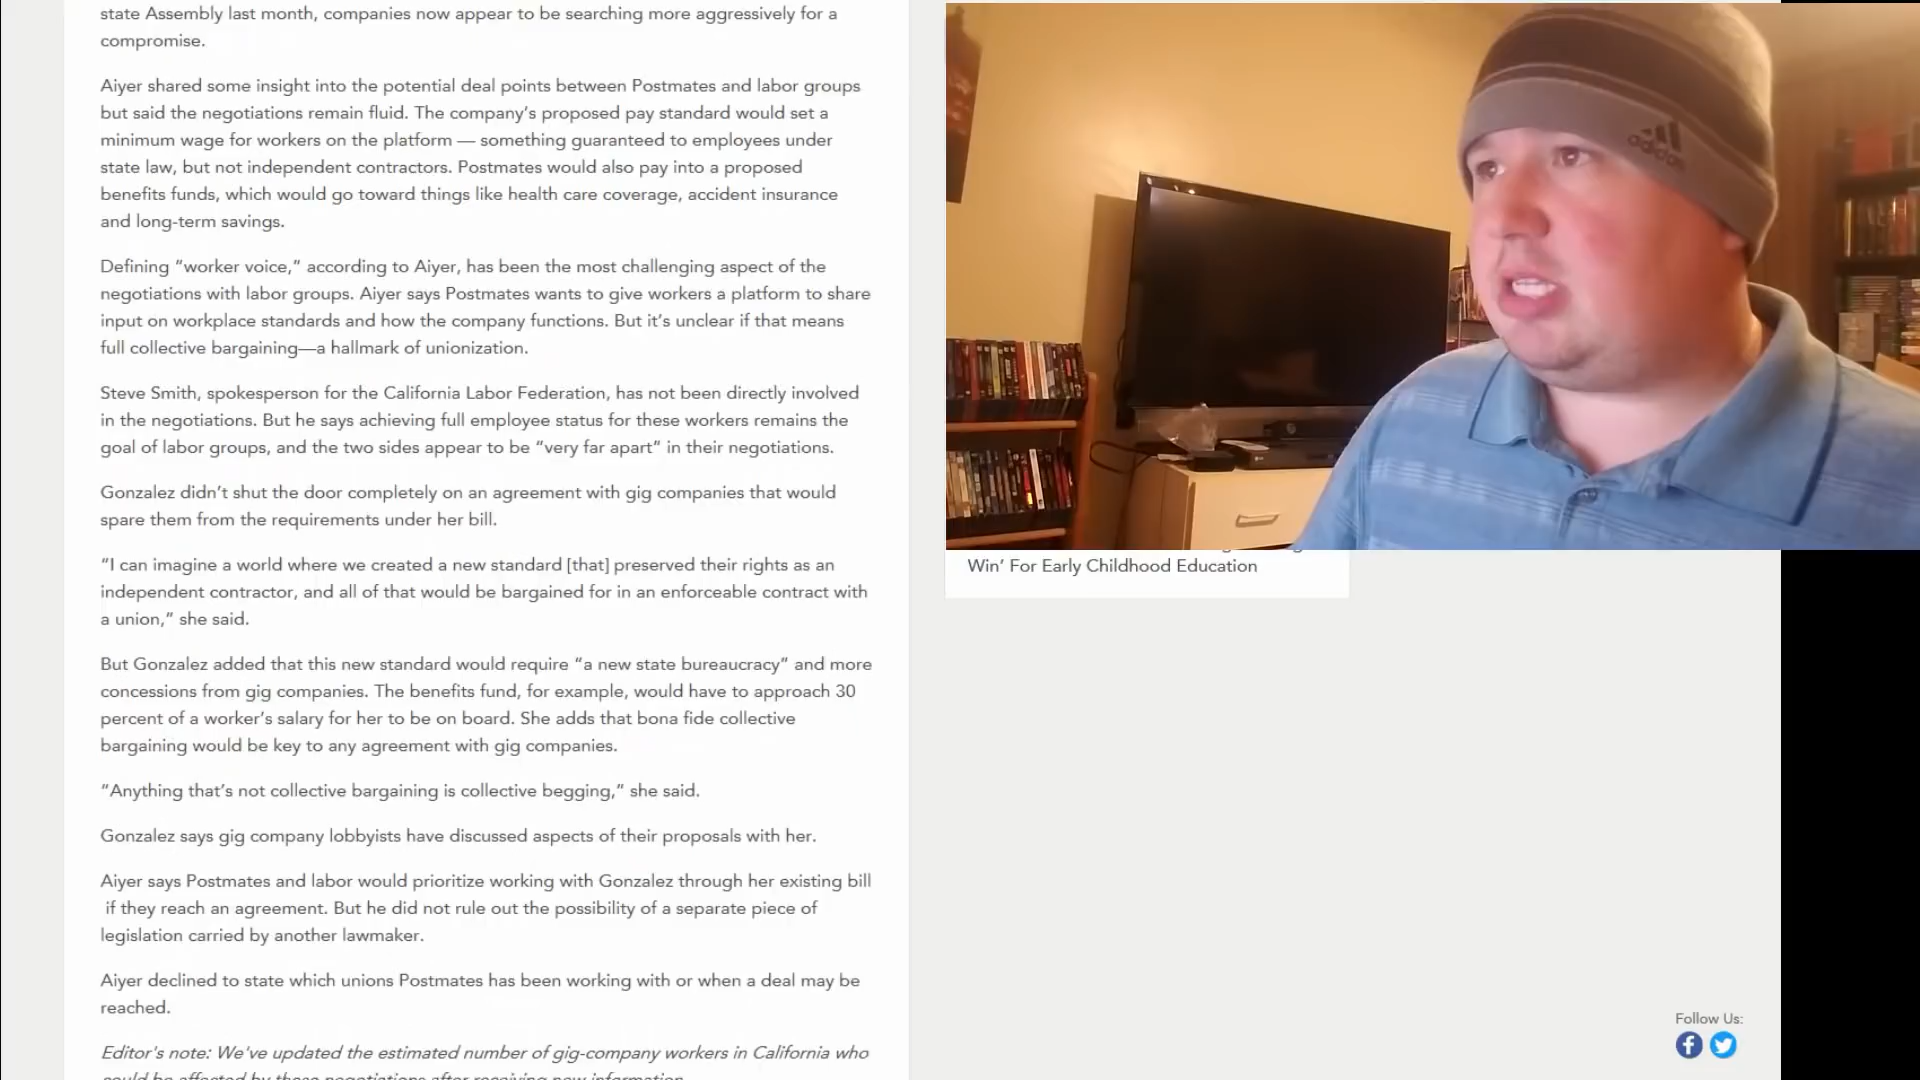 state Assembly last month, companies now appear to be searching more aggressively for a
compromise.
Aiyer shared some insight into the potential deal points between Postmates and labor groups
but said the negotiations remain fluid. The company’s proposed pay standard would set a
minimum wage for workers on the platform — something guaranteed to employees under
state law, but not independent contractors. Postmates would also pay into a proposed
benefits funds, which would go toward things like health care coverage, accident insurance
and long-term savings.
Defining “worker voice,” according to Aiyer, has been the most challenging aspect of the
negotiations with labor groups. Aiyer says Postmates wants to give workers a platform to share
input on workplace standards and how the company functions. But it’s unclear if that means
full collective bargaining—a hallmark of unionization.
Steve Smith, spokesperson for the California Labor Federation, has not been directly involved
in the negotiations. But he says achieving full employee status for these workers remains the
goal of labor groups, and the two sides appear to be “very far apart” in their negotiations.
Gonzalez didn’t shut the door completely on an agreement with gig companies that would
spare them from the requirements under her bill.
“I can imagine a world where we created a new standard [that] preserved their rights as an
independent contractor, and all of that would be bargained for in an enforceable contract with
a union,” she said.
But Gonzalez added that this new standard would require “a new state bureaucracy” and more
concessions from gig companies. The benefits fund, for example, would have to approach 30
percent of a worker’s salary for her to be on board. She adds that bona fide collective
bargaining would be key to any agreement with gig companies.
“Anything that’s not collective bargaining is collective begging,” she said.
Gonzalez says gig company lobbyists have discussed aspects of their proposals with her.
Aiyer says Postmates and labor would prioritize working with Gonzalez through her existing bill
if they reach an agreement. But he did not rule out the possibility of a separate piece of
legislation carried by another lawmaker.
Aiyer declined to state which unions Postmates has been working with or when a deal may be
reached.
Editor's note: We've updated the estimated number of gig-company workers in California who
could be affected by these negotiations after receiving new information.
adidas
Win’ For Early Childhood Education
Follow Us: